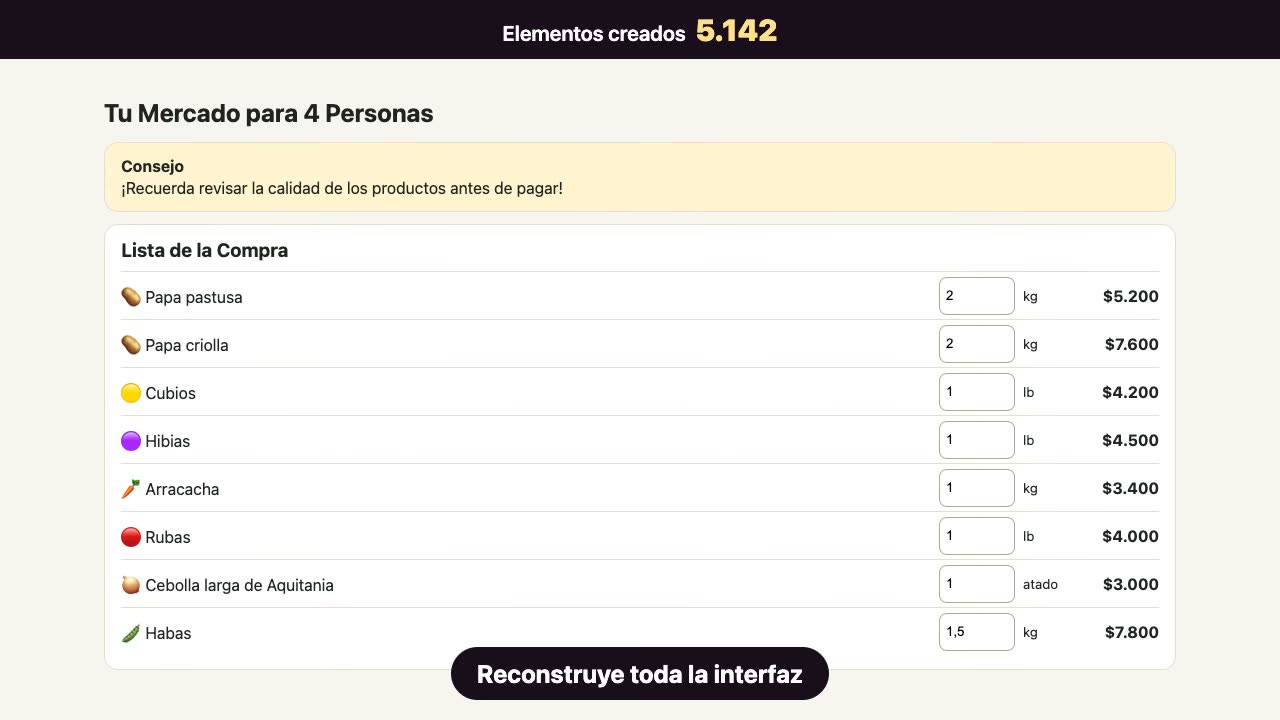 Elementos creados 5.142
Tu Mercado para 4 Personas
Consejo
¡Recuerda revisar la calidad de los productos antes de pagar!
Lista de la Compra
Papa pastusa 2 kg $5.200
Papa criolla 2 kg $7.600
Cubios 1 lb $4.200
Hibias 1 lb $4.500
Arracacha 1 kg $3.400
Rubas 1 lb $4.000
Cebolla larga de Aquitania 1 atado $3.000
Habas 1,5 kg $7.800
Reconstruye toda la interfaz